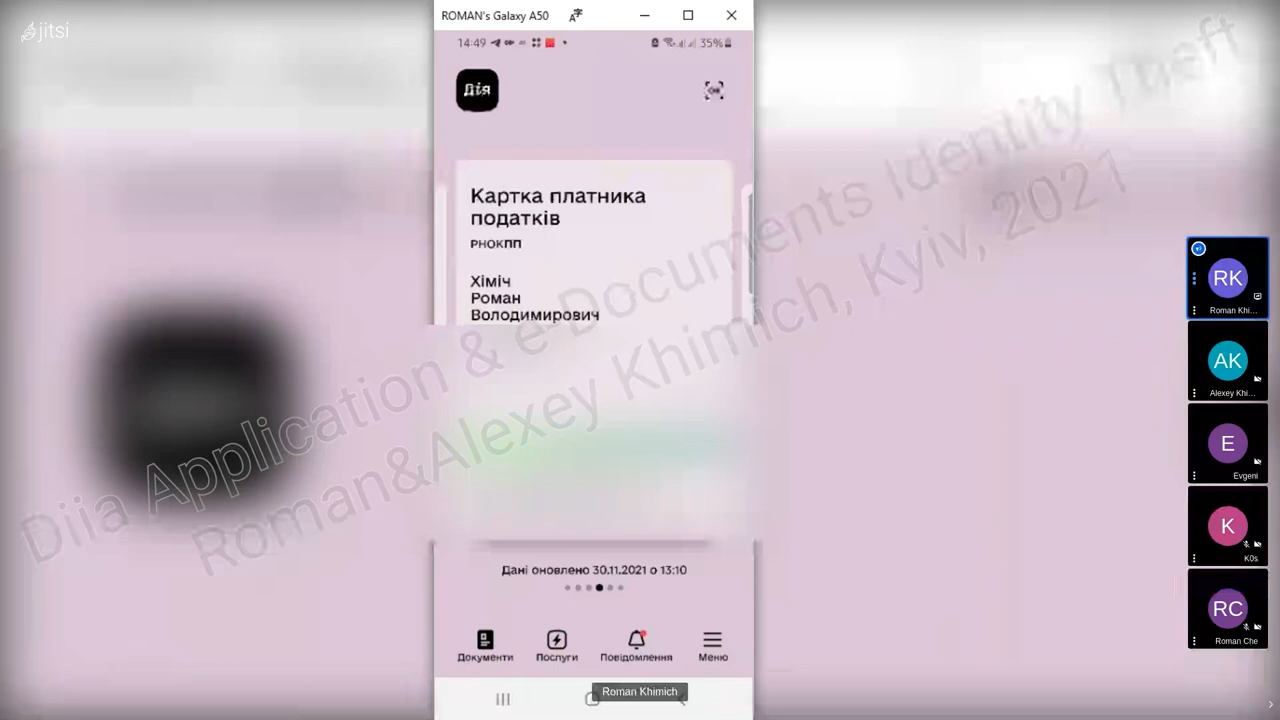 jitsi
ROMAN's Galaxy A50
14:49
35%
Дія
Картка платника
податків
РНОКПП
Хіміч
Роман
Володимирович
Дані оновлено 30.11.2021 о 13:10
Документи
Послуги
Повідомлення
Меню
Roman Khimich
Diia Application & e-Documents Identity Theft
Roman&Alexey Khimich, Kyiv, 2021
RK
Roman Khi...
AK
Alexey Khi...
E
Evgeni
K
K0s
RC
Roman Che